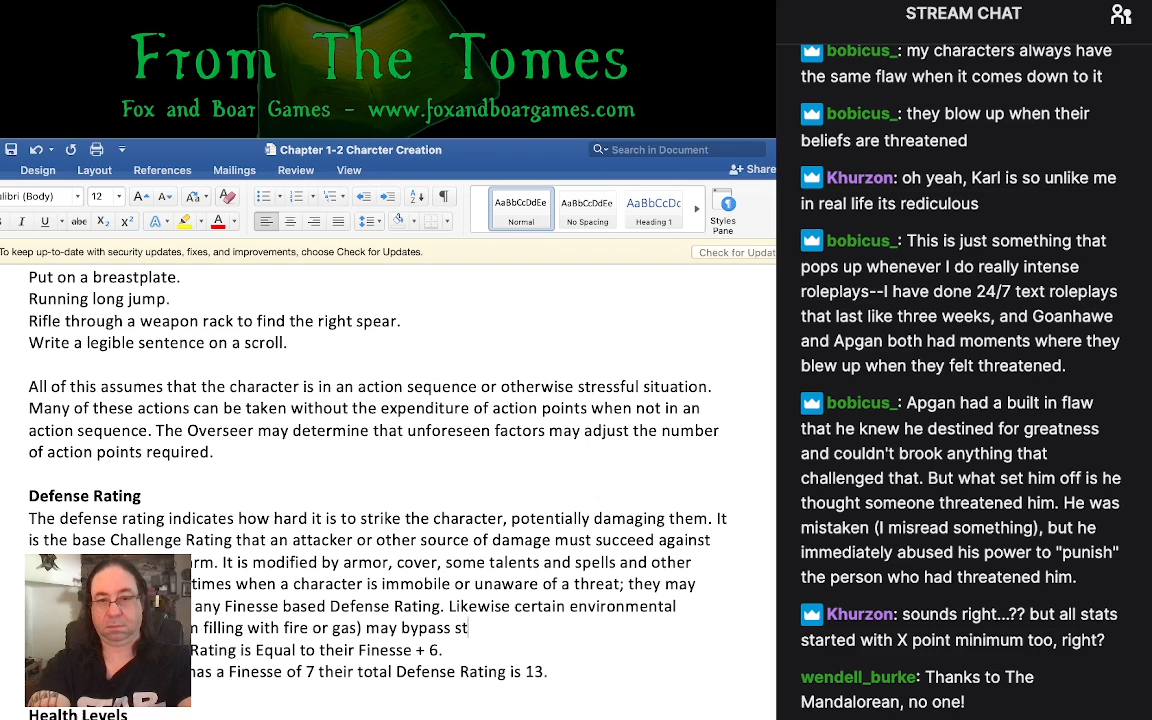 From The Tomes
Fox and Boat Games - www.foxandboatgames.com
Chapter 1-2 Charcter Creation
Search in Document
Design Layout References Mailings Review View
Share
alibri (Body) 12
AaBbCcDdEe AaBbCcDdEe AaBbCcDc
Normal No Spacing Heading 1
Styles
Pane
To keep up-to-date with security updates, fixes, and improvements, choose Check for Updates.
Check for Updat
Put on a breastplate.
Running long jump.
Rifle through a weapon rack to find the right spear.
Write a legible sentence on a scroll.
All of this assumes that the character is in an action sequence or otherwise stressful situation.
Many of these actions can be taken without the expenditure of action points when not in an
action sequence. The Overseer may determine that unforeseen factors may adjust the number
of action points required.
Defense Rating
The defense rating indicates how hard it is to strike the character, potentially damaging them. It
is the base Challenge Rating that an attacker or other source of damage must succeed against
rm. It is modified by armor, cover, some talents and spells and other
times when a character is immobile or unaware of a threat; they may
any Finesse based Defense Rating. Likewise certain environmental
n filling with fire or gas) may bypass st
Rating is Equal to their Finesse + 6.
has a Finesse of 7 their total Defense Rating is 13.
Health Levels
STAR
STREAM CHAT
bobicus_: my characters always have
the same flaw when it comes down to it
bobicus_: they blow up when their
beliefs are threatened
Khurzon: oh yeah, Karl is so unlike me
in real life its rediculous
bobicus_: This is just something that
pops up whenever I do really intense
roleplays--I have done 24/7 text roleplays
that last like three weeks, and Goanhawe
and Apgan both had moments where they
blew up when they felt threatened.
bobicus_: Apgan had a built in flaw
that he knew he destined for greatness
and couldn't brook anything that
challenged that. But what set him off is he
thought someone threatened him. He was
mistaken (I misread something), but he
immediately abused his power to "punish"
the person who had threatened him.
Khurzon: sounds right...?? but all stats
started with X point minimum too, right?
wendell_burke: Thanks to The
Mandalorean, no one!